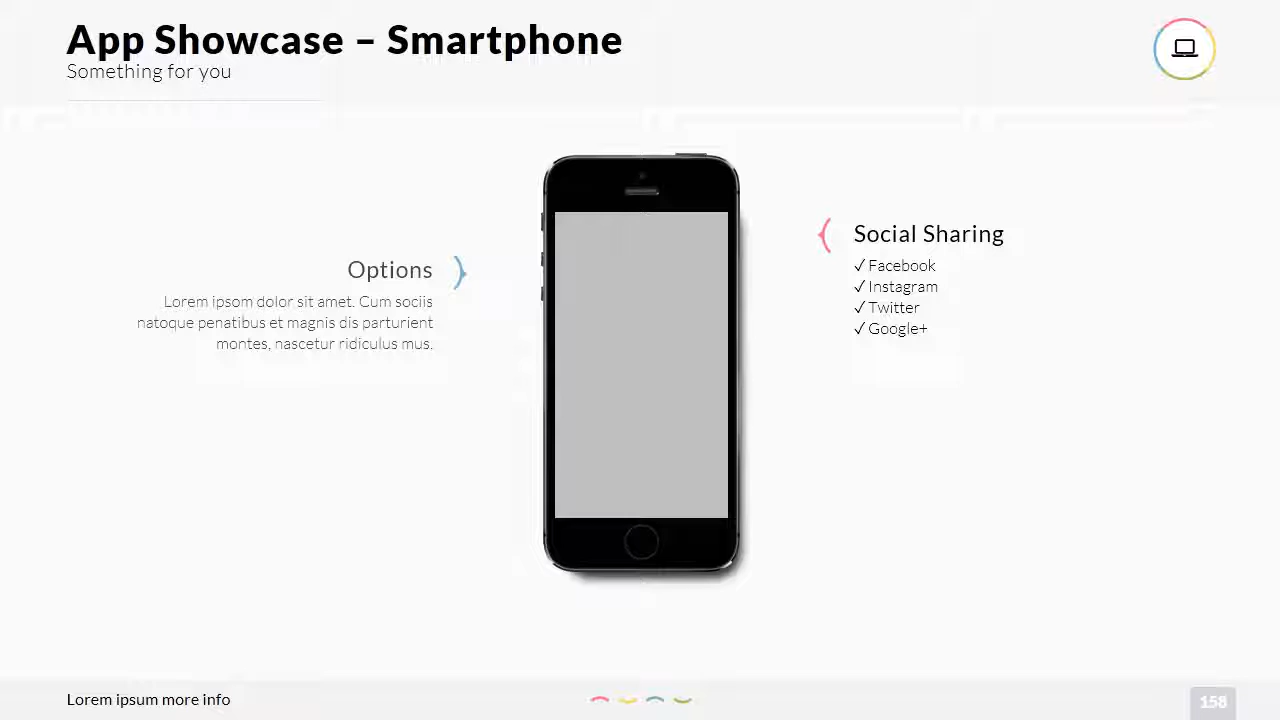 App Showcase – Smartphone
Something for you
Options
Lorem ipsom dolor sit amet. Cum sociis
natoque penatibus et magnis dis parturient
montes, nascetur ridiculus mus.
Social Sharing
✓ Facebook
✓ Instagram
✓ Twitter
✓ Google+
Lorem ipsum more info
158